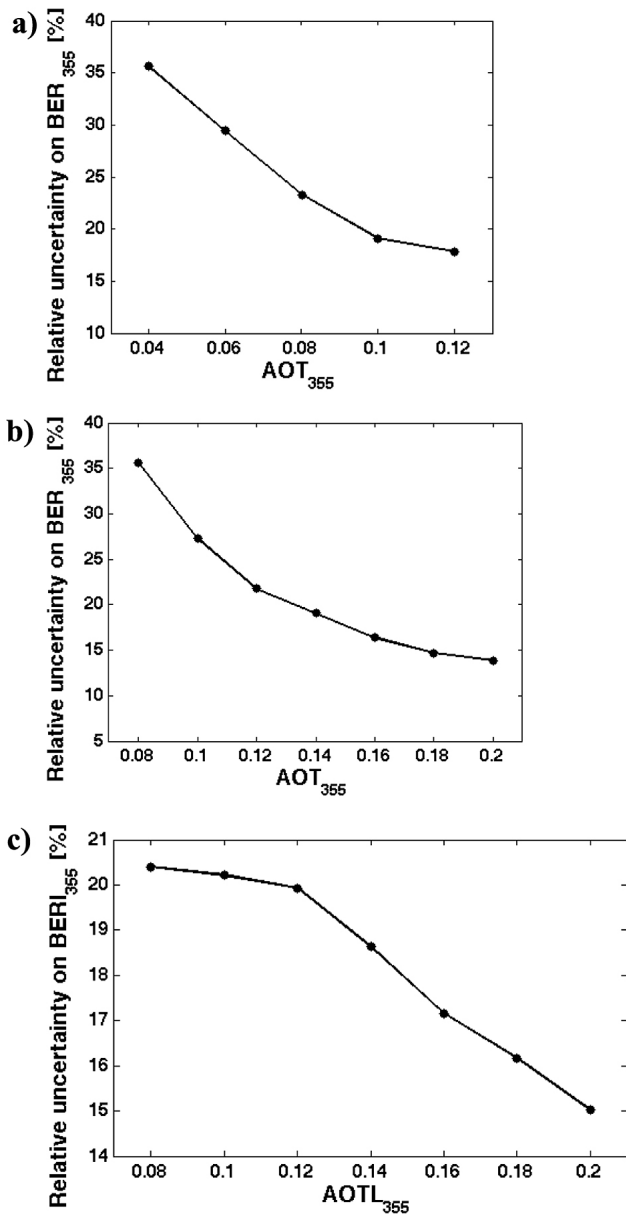 a)
Relative uncertainty on BER355 [%]
40
35
30
25
20
15
10
0.04 0.06 0.08 0.1 0.12
AOT355
b)
Relative uncertainty on BER355 [%]
40
35
30
25
20
15
10
5
0.08 0.1 0.12 0.14 0.16 0.18 0.2
AOT355
c)
Relative uncertainty on BERI355 [%]
21
20
19
18
17
16
15
14
0.08 0.1 0.12 0.14 0.16 0.18 0.2
AOTL355